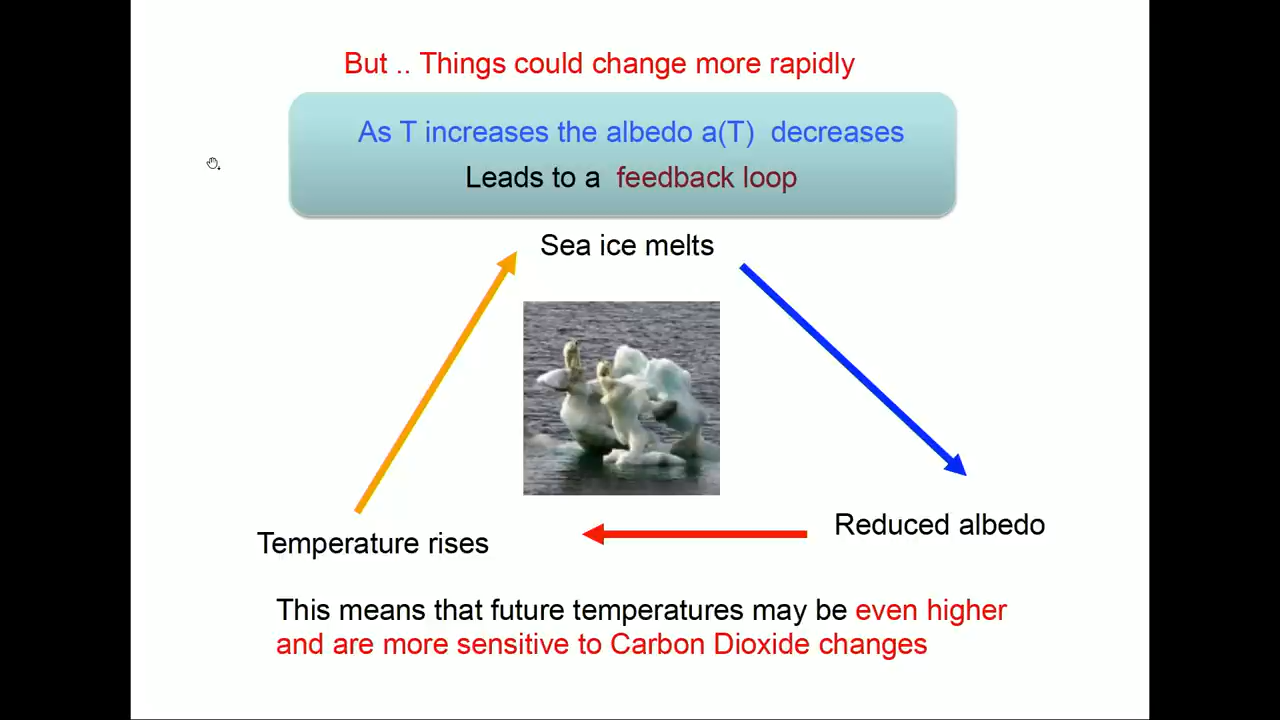 But .. Things could change more rapidly
As T increases the albedo a(T) decreases
Leads to a feedback loop
Sea ice melts
Reduced albedo
Temperature rises
This means that future temperatures may be even higher
and are more sensitive to Carbon Dioxide changes